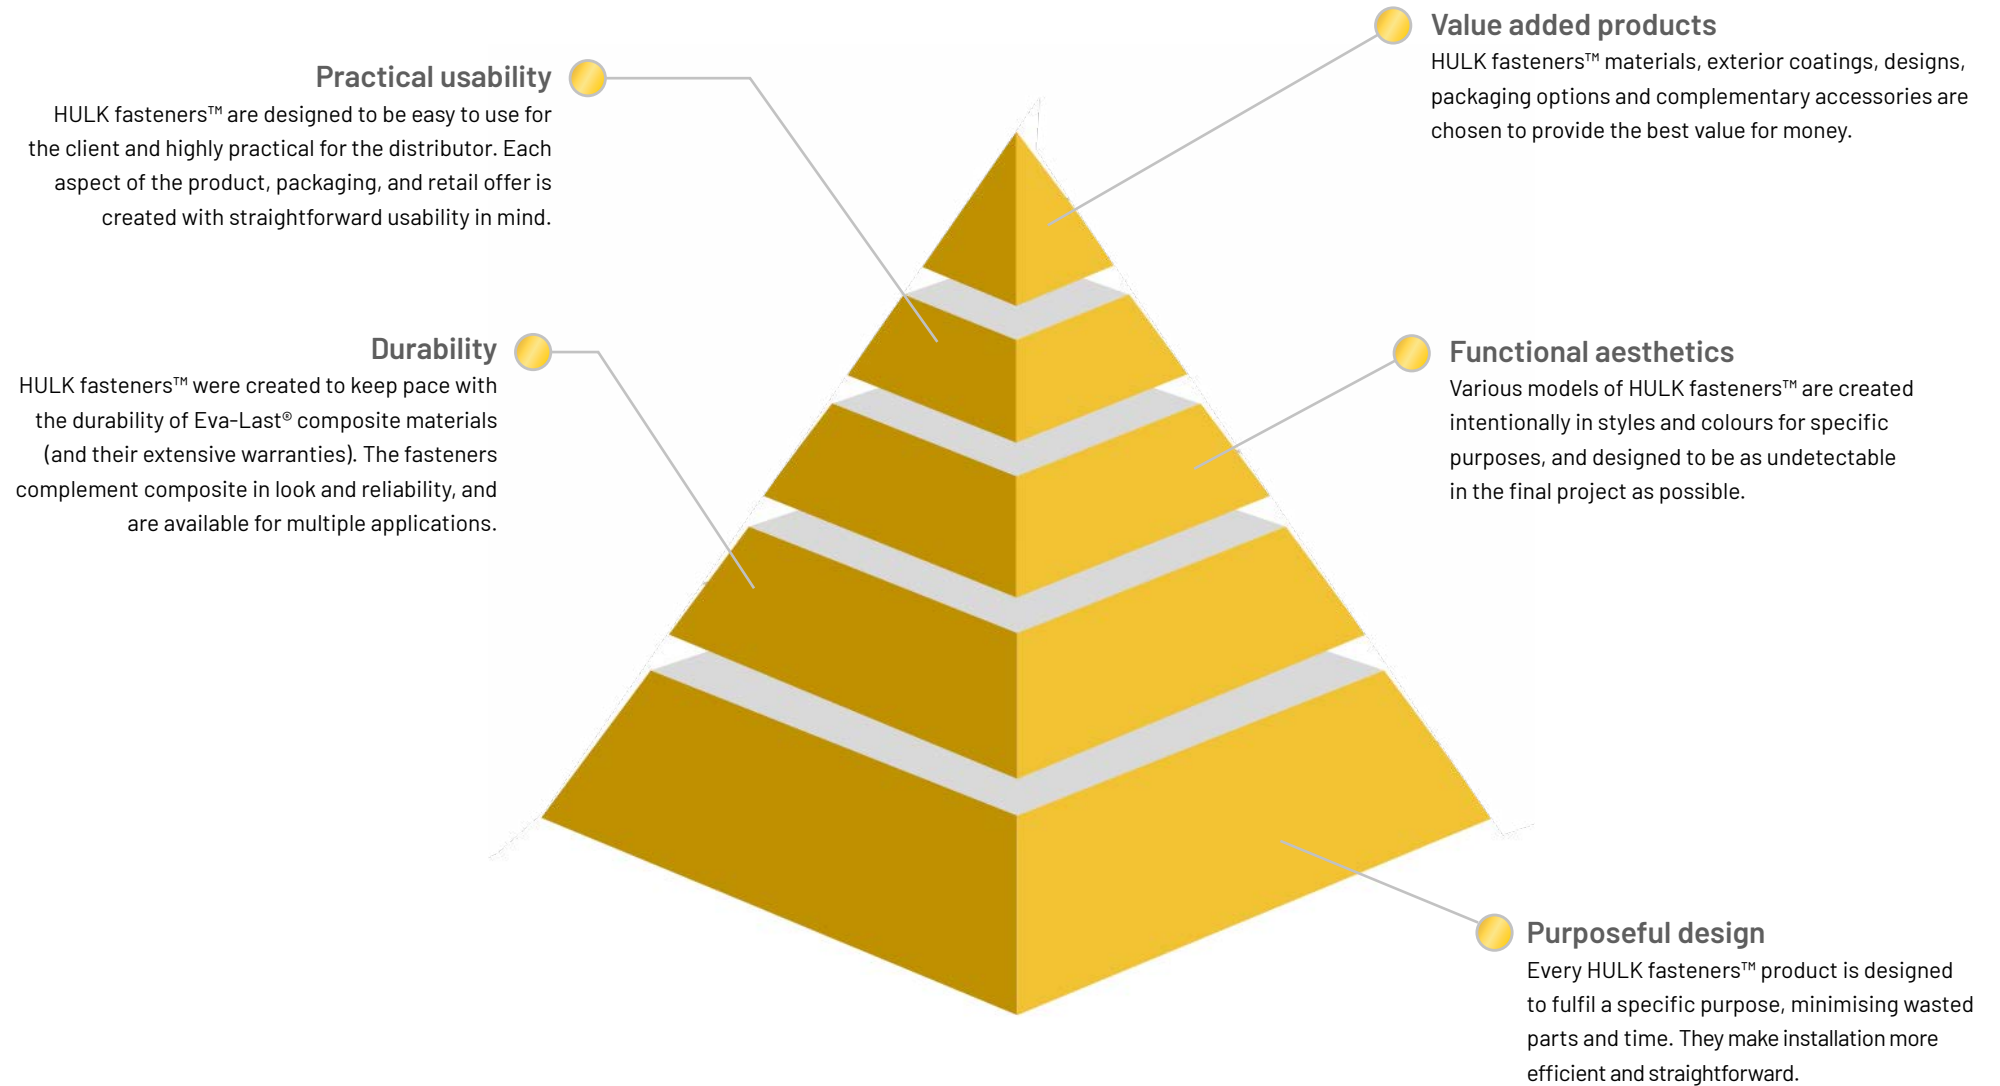 Value added products
HULK fasteners™ materials, exterior coatings, designs,
packaging options and complementary accessories are
chosen to provide the best value for money.
Practical usability
HULK fasteners™ are designed to be easy to use for
the client and highly practical for the distributor. Each
aspect of the product, packaging, and retail offer is
created with straightforward usability in mind.
Functional aesthetics
Various models of HULK fasteners™ are created
intentionally in styles and colours for specific
purposes, and designed to be as undetectable
in the final project as possible.
Durability
HULK fasteners™ were created to keep pace with
the durability of Eva-Last® composite materials
(and their extensive warranties). The fasteners
complement composite in look and reliability, and
are available for multiple applications.
Purposeful design
Every HULK fasteners™ product is designed
to fulfil a specific purpose, minimising wasted
parts and time. They make installation more
efficient and straightforward.